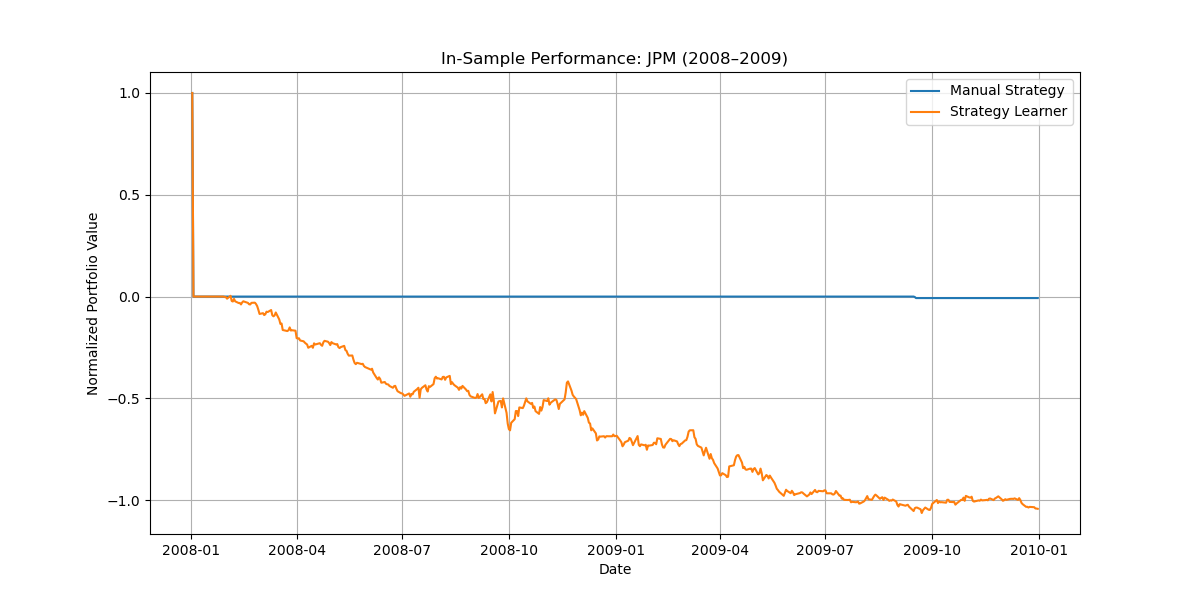 In-Sample Performance: JPM (2008–2009)
Manual Strategy
Strategy Learner
Normalized Portfolio Value
1.0
0.5
0.0
−0.5
−1.0
2008-01 2008-04 2008-07 2008-10 2009-01 2009-04 2009-07 2009-10 2010-01
Date